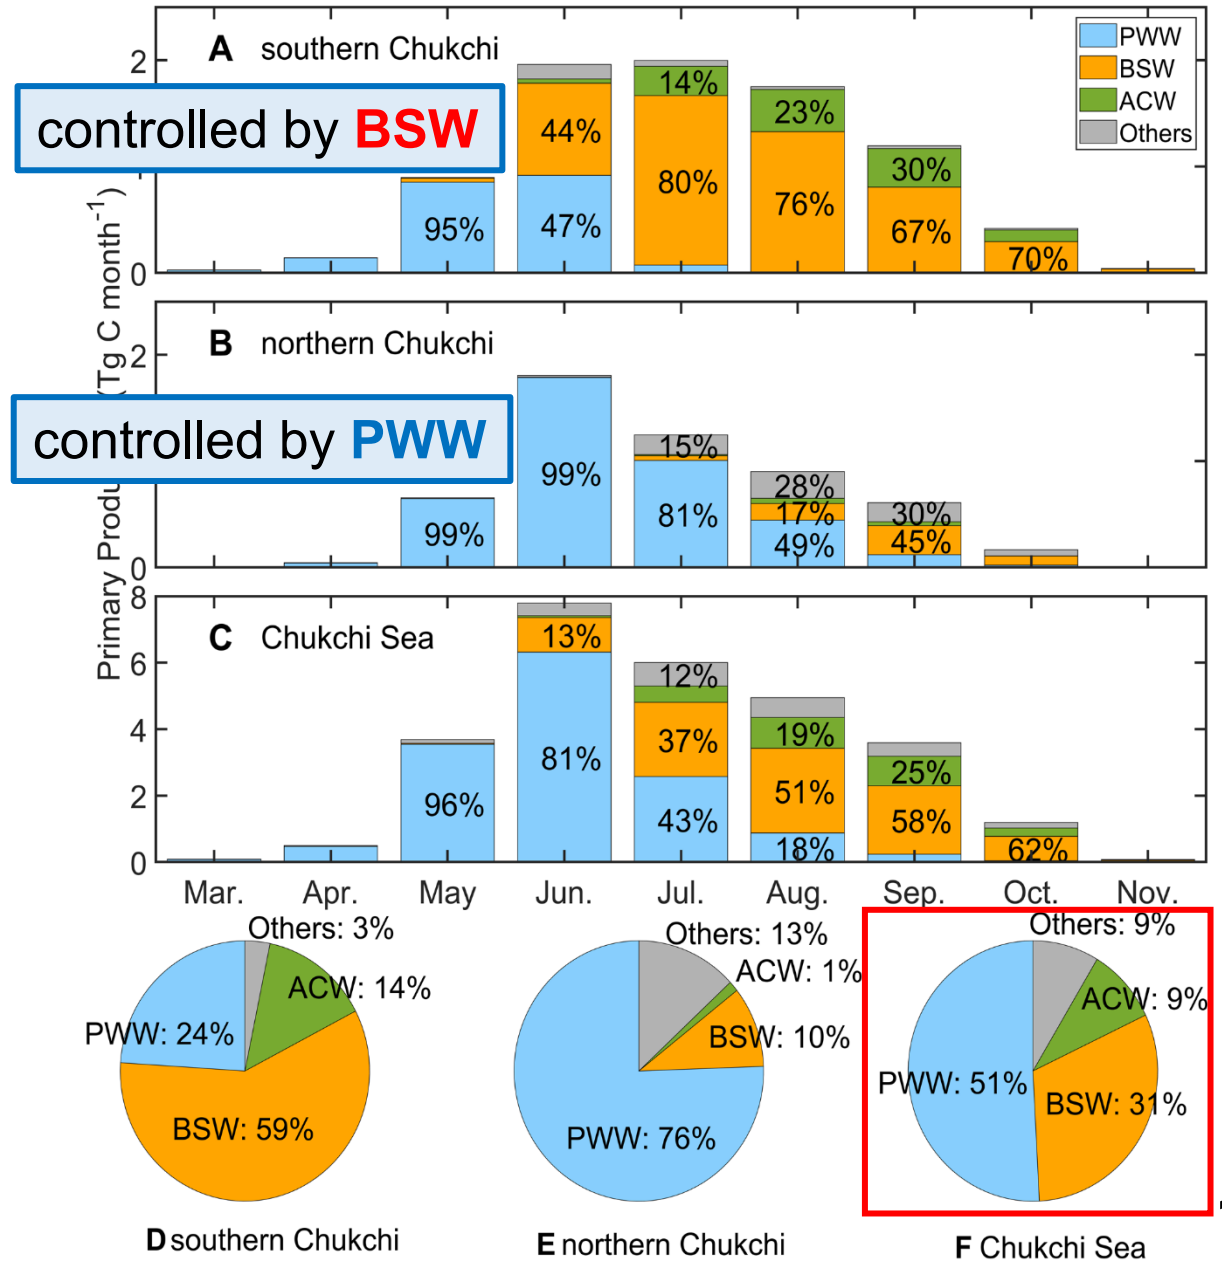 A southern Chukchi
PWW
BSW
ACW
Others
2
0
controlled by BSW
95%
44%
47%
14%
80%
23%
76%
30%
67%
70%
B northern Chukchi
2
0
controlled by PWW
99%
99%
15%
81%
28%
17%
49%
30%
45%
Primary Produ
(Tg C month⁻¹)
C Chukchi Sea
8
6
4
2
0
96%
13%
81%
12%
37%
43%
19%
51%
18%
25%
58%
62%
Mar. Apr. May Jun. Jul. Aug. Sep. Oct. Nov.
Others: 3%
ACW: 14%
PWW: 24%
BSW: 59%
D southern Chukchi
Others: 13%
ACW: 1%
BSW: 10%
PWW: 76%
E northern Chukchi
Others: 9%
ACW: 9%
PWW: 51%
BSW: 31%
F Chukchi Sea